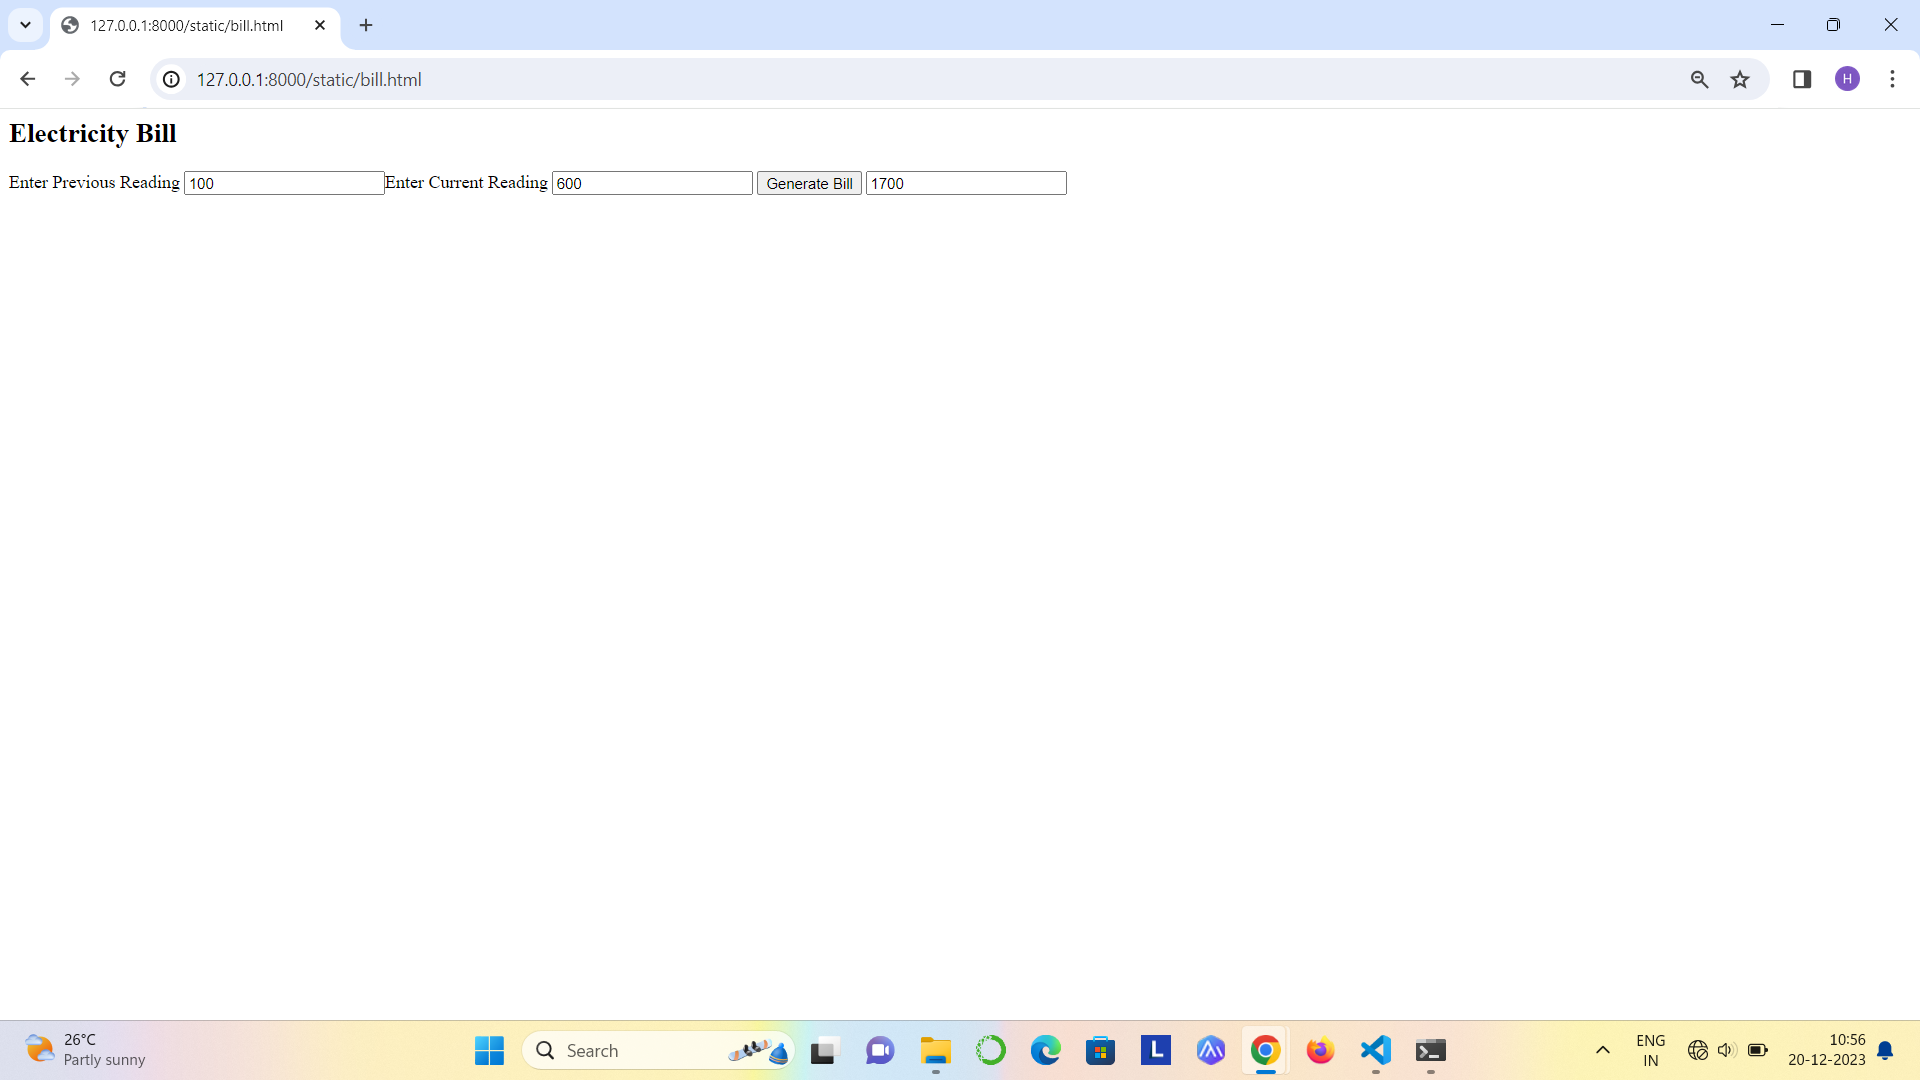 127.0.0.1:8000/static/bill.html
127.0.0.1:8000/static/bill.html
H
Electricity Bill
Enter Previous Reading 100 Enter Current Reading 600 Generate Bill 1700
26°C
Partly sunny
Search
L
ENG
IN
10:56
20-12-2023